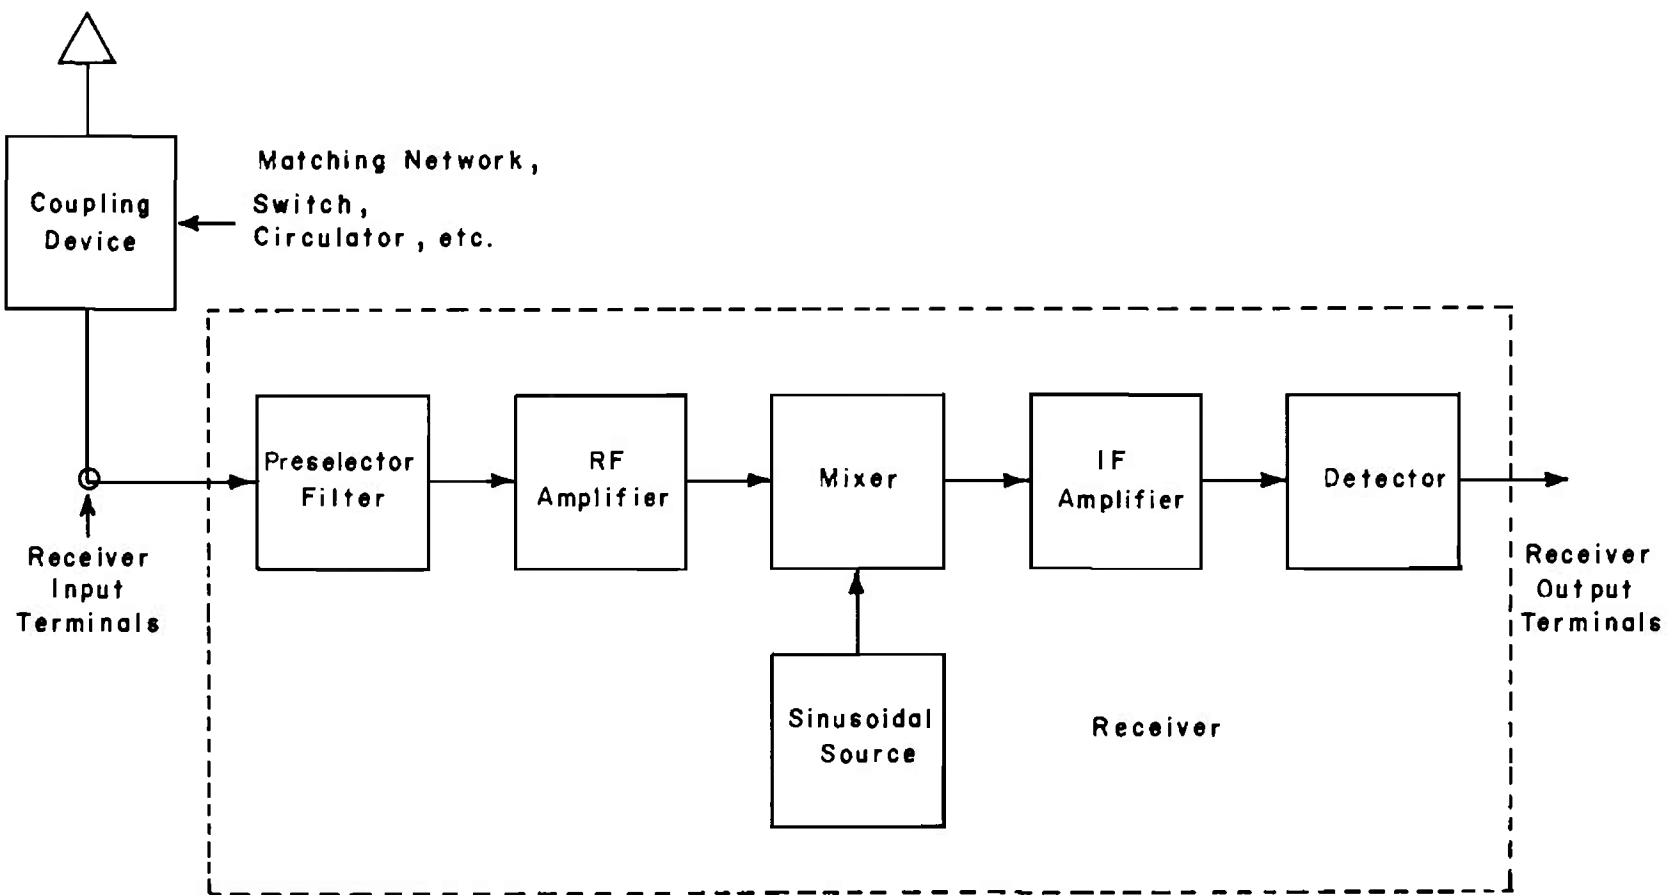 Matching Network,
Switch,
Circulator, etc.
Coupling
Device
Preselector
Filter
RF
Amplifier
Mixer
IF
Amplifier
Detector
Receiver
Input
Terminals
Receiver
Output
Terminals
Sinusoidal
Source
Receiver